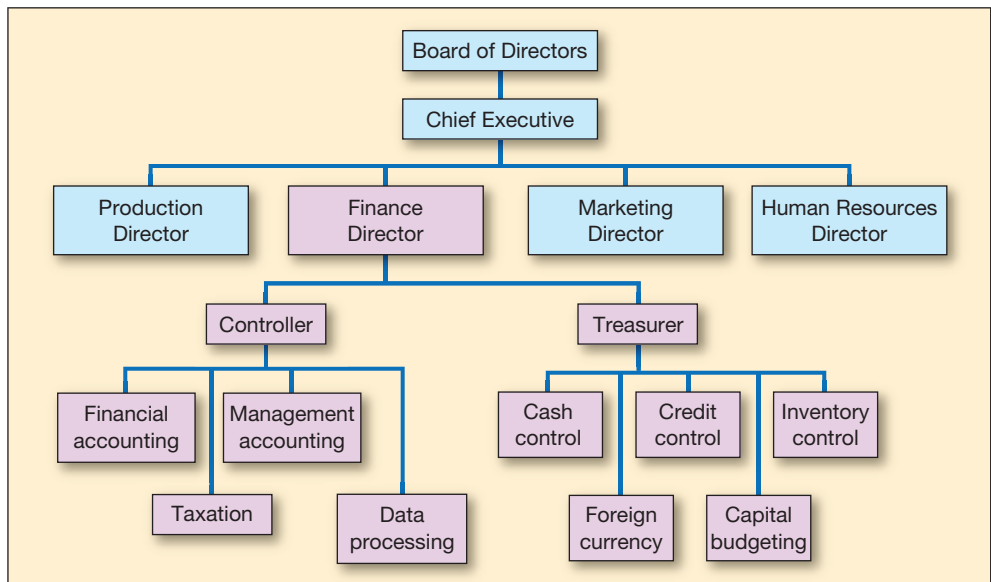 Board of Directors
Chief Executive
Production
Director
Finance
Director
Marketing
Director
Human Resources
Director
Controller
Treasurer
Financial
accounting
Management
accounting
Cash
control
Credit
control
Inventory
control
Taxation
Data
processing
Foreign
currency
Capital
budgeting